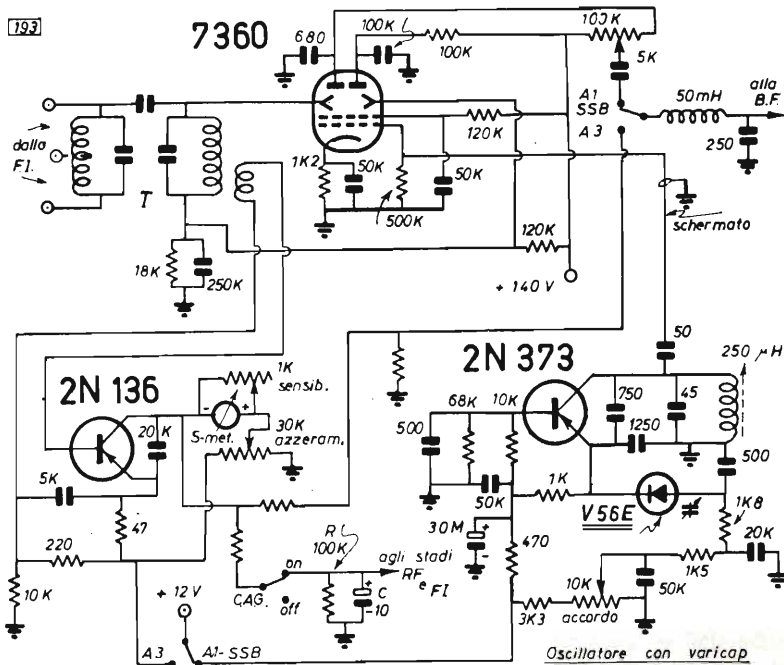 193
7360
680
100K
100K
100K
5K
A1
SSB
A3
50mH
alla
B.F.
250
dalla
F.I.
T
120K
1K2
50K
50K
500K
18K
250K
120K
+ 140 V
schermato
50
250 µH
2N 136
1K
sensib.
- +
S-met.
30K
azzeram.
20K
5K
47
220
10K
+ 12 V
A3
A1-SSB
C.A.G.
on
off
R
100K
+
C
-10
agli stadi
RF e FI
2N 373
68K
10K
500
50K
30M
+
-
1K
470
750
45
1250
500
V56E
1K8
20K
1K5
50K
10K
accordo
3K3
Oscillatore con varicap